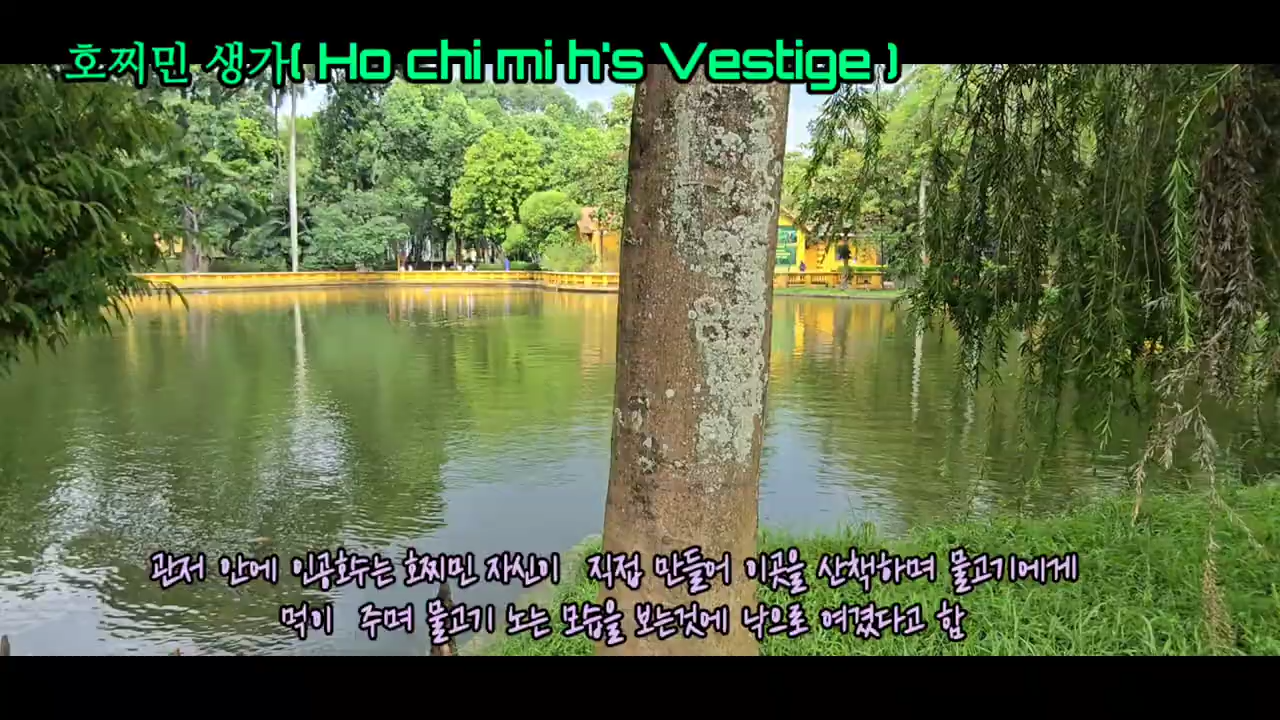 호찌민 생가( Ho chi mi h's Vestige )
관저 안에 인공호수는 호찌민 자신이 직접 만들어 이곳을 산책하며 물고기에게
먹이 주며 물고기 노는 모습을 보는것에 낙으로 여겼다고 함